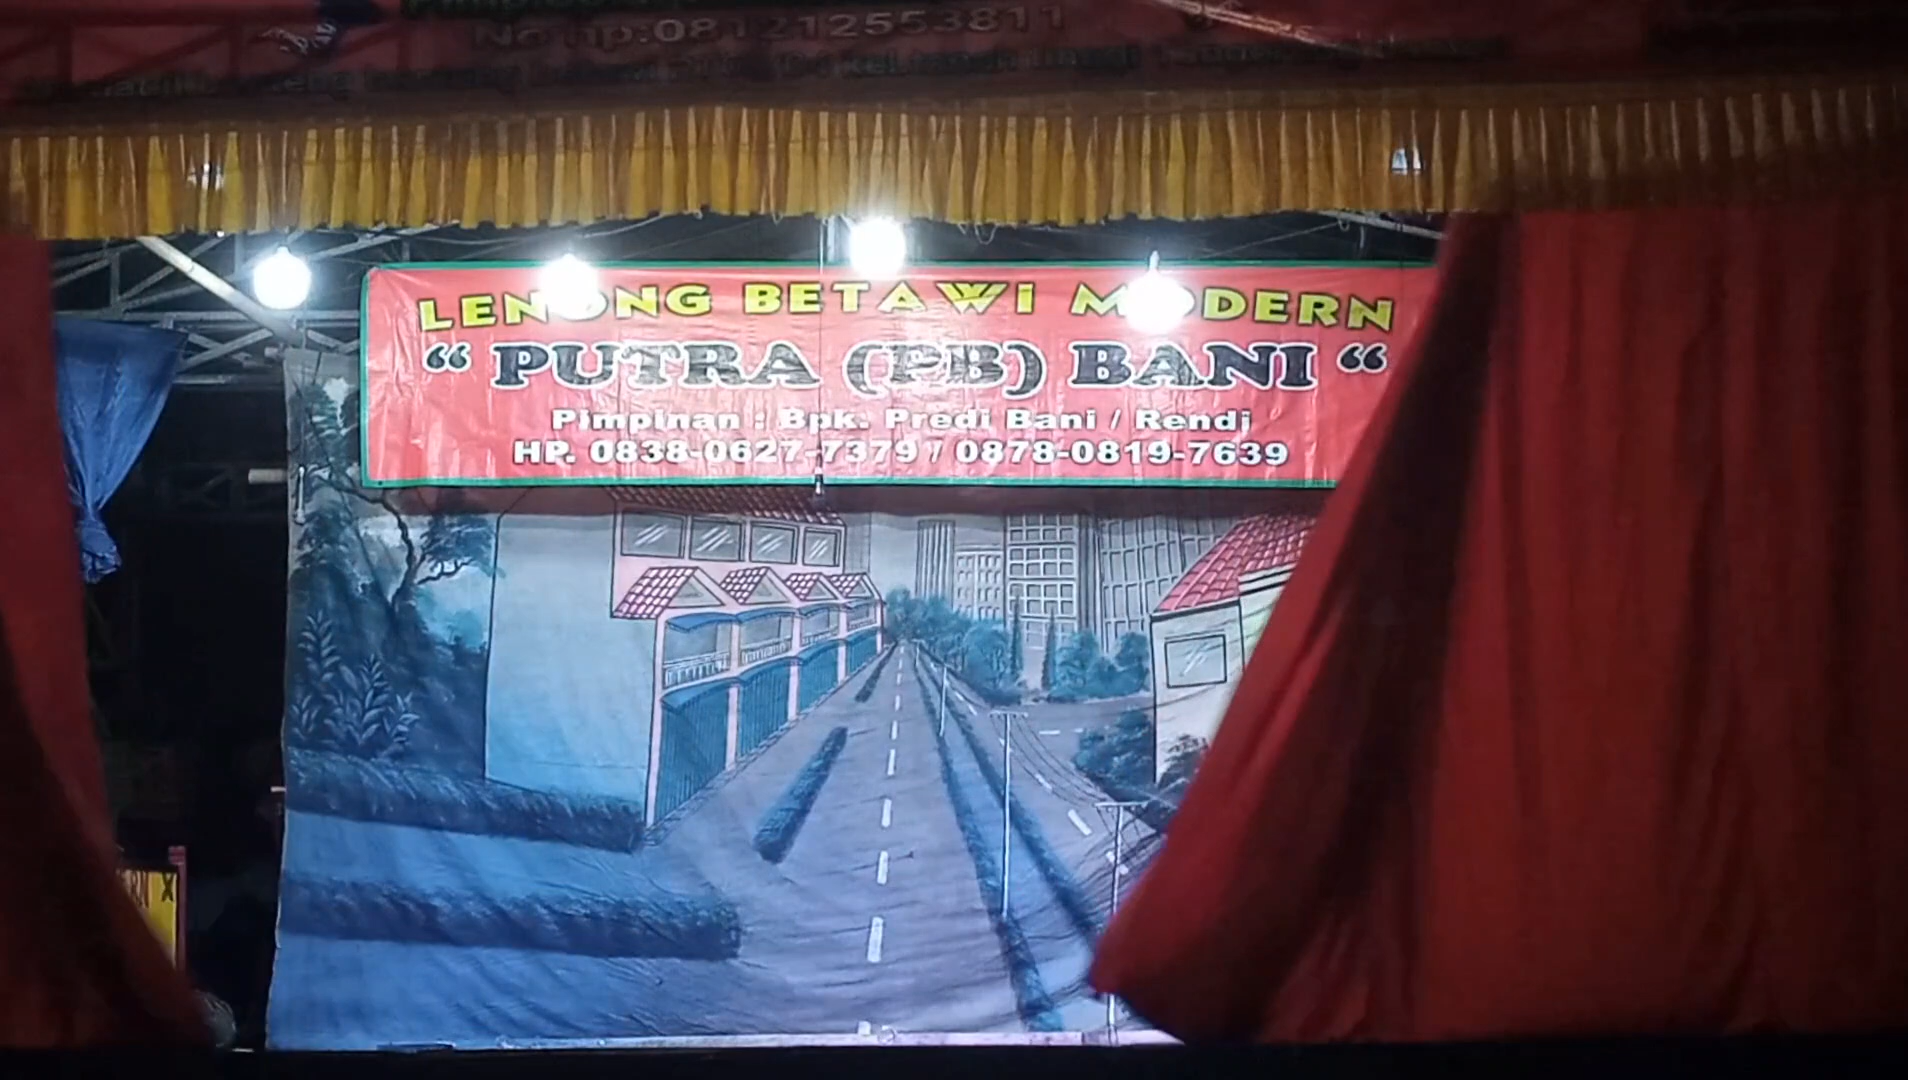 No hp:081212553811
LENONG BETAWI MODERN
“ PUTRA (PB) BANI “
Pimpinan : Bpk. Predi Bani / Rendi
HP. 0838-0627-7379 / 0878-0819-7639